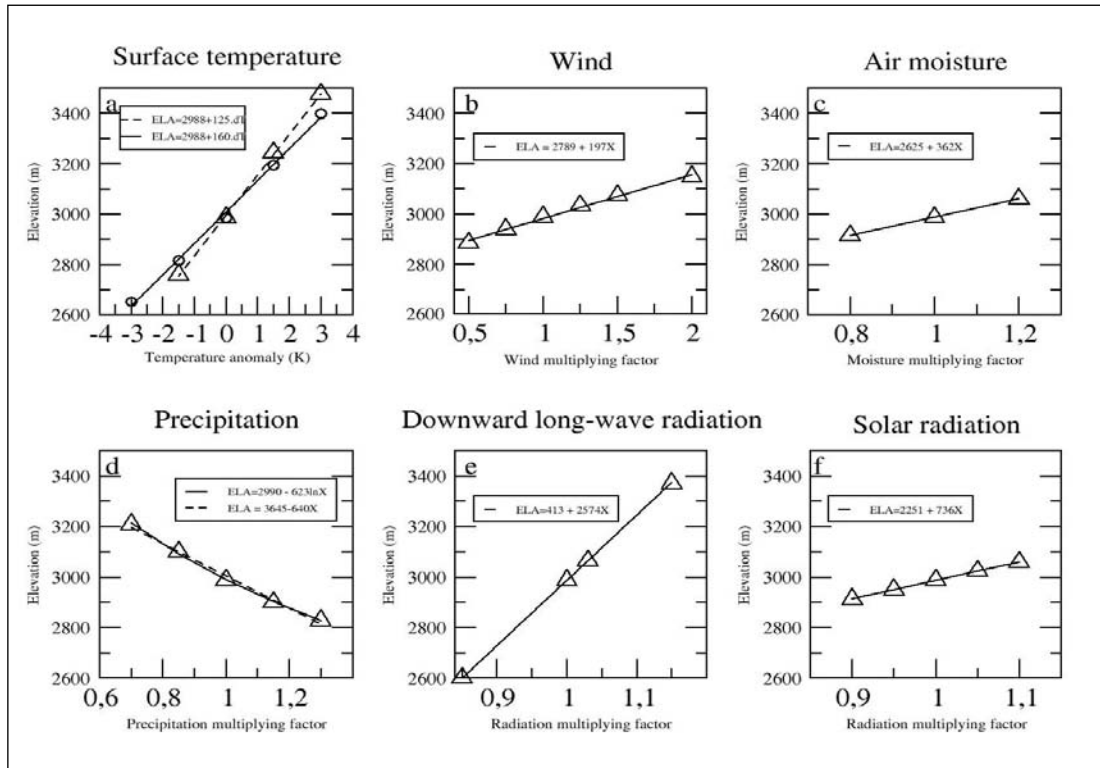 Surface temperature
a
ELA=2988+125.dT
ELA=2988+160.dT
3400
3200
3000
2800
2600
Elevation (m)
-4 -3 -2 -1 0 1 2 3 4
Temperature anomaly (K)
Wind
b
ELA = 2789 + 197X
3400
3200
3000
2800
2600
Elevation (m)
0,5 1 1,5 2
Wind multiplying factor
Air moisture
c
ELA=2625 + 362X
3400
3200
3000
2800
2600
Elevation (m)
0,8 1 1,2
Moisture multiplying factor
Precipitation
d
ELA=2990 - 623lnX
ELA = 3645-640X
3400
3200
3000
2800
2600
Elevation (m)
0,6 0,8 1 1,2
Precipitation multiplying factor
Downward long-wave radiation
e
ELA=413 + 2574X
3400
3200
3000
2800
2600
Elevation (m)
0,9 1 1,1
Radiation multiplying factor
Solar radiation
f
ELA=2251 + 736X
3400
3200
3000
2800
2600
Elevation (m)
0,9 1 1,1
Radiation multiplying factor